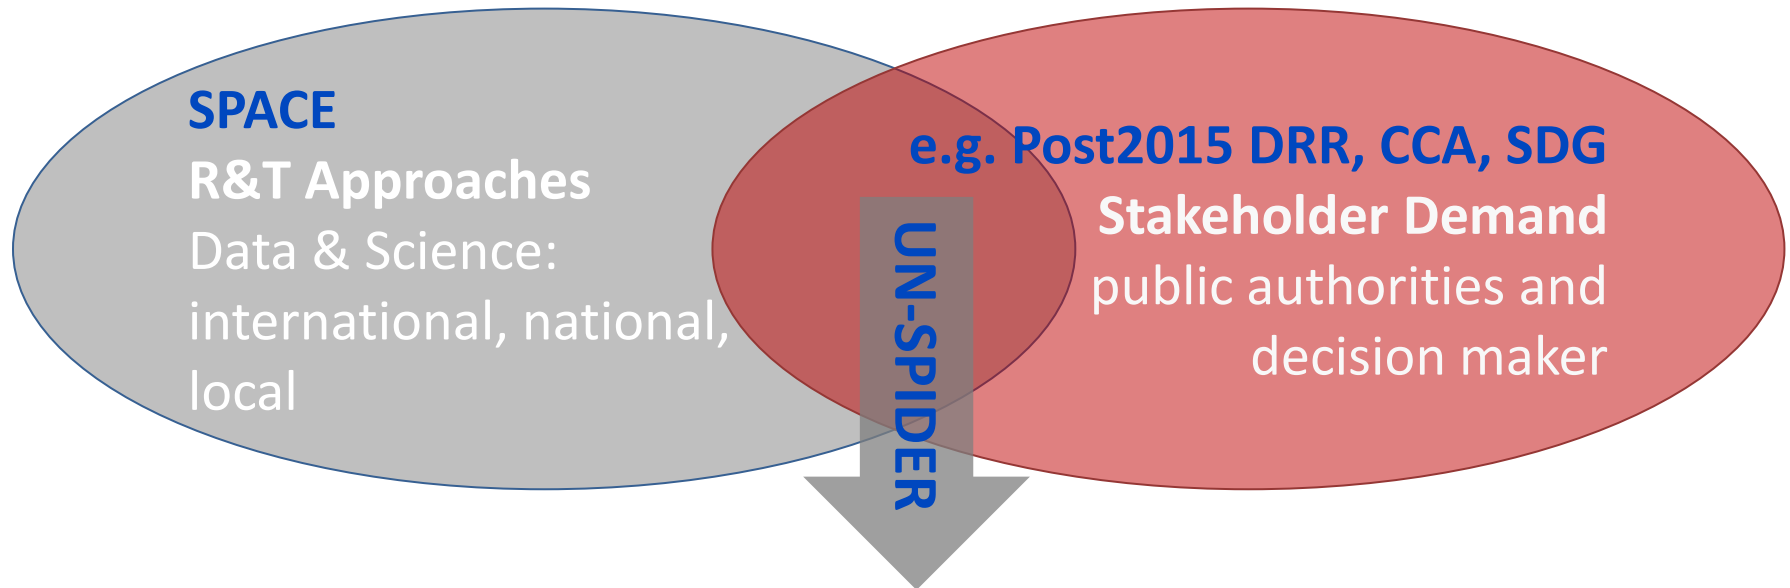 SPACE
R&T Approaches
Data & Science:
international, national,
local
e.g. Post2015 DRR, CCA, SDG
Stakeholder Demand
public authorities and
decision maker
UN-SPIDER